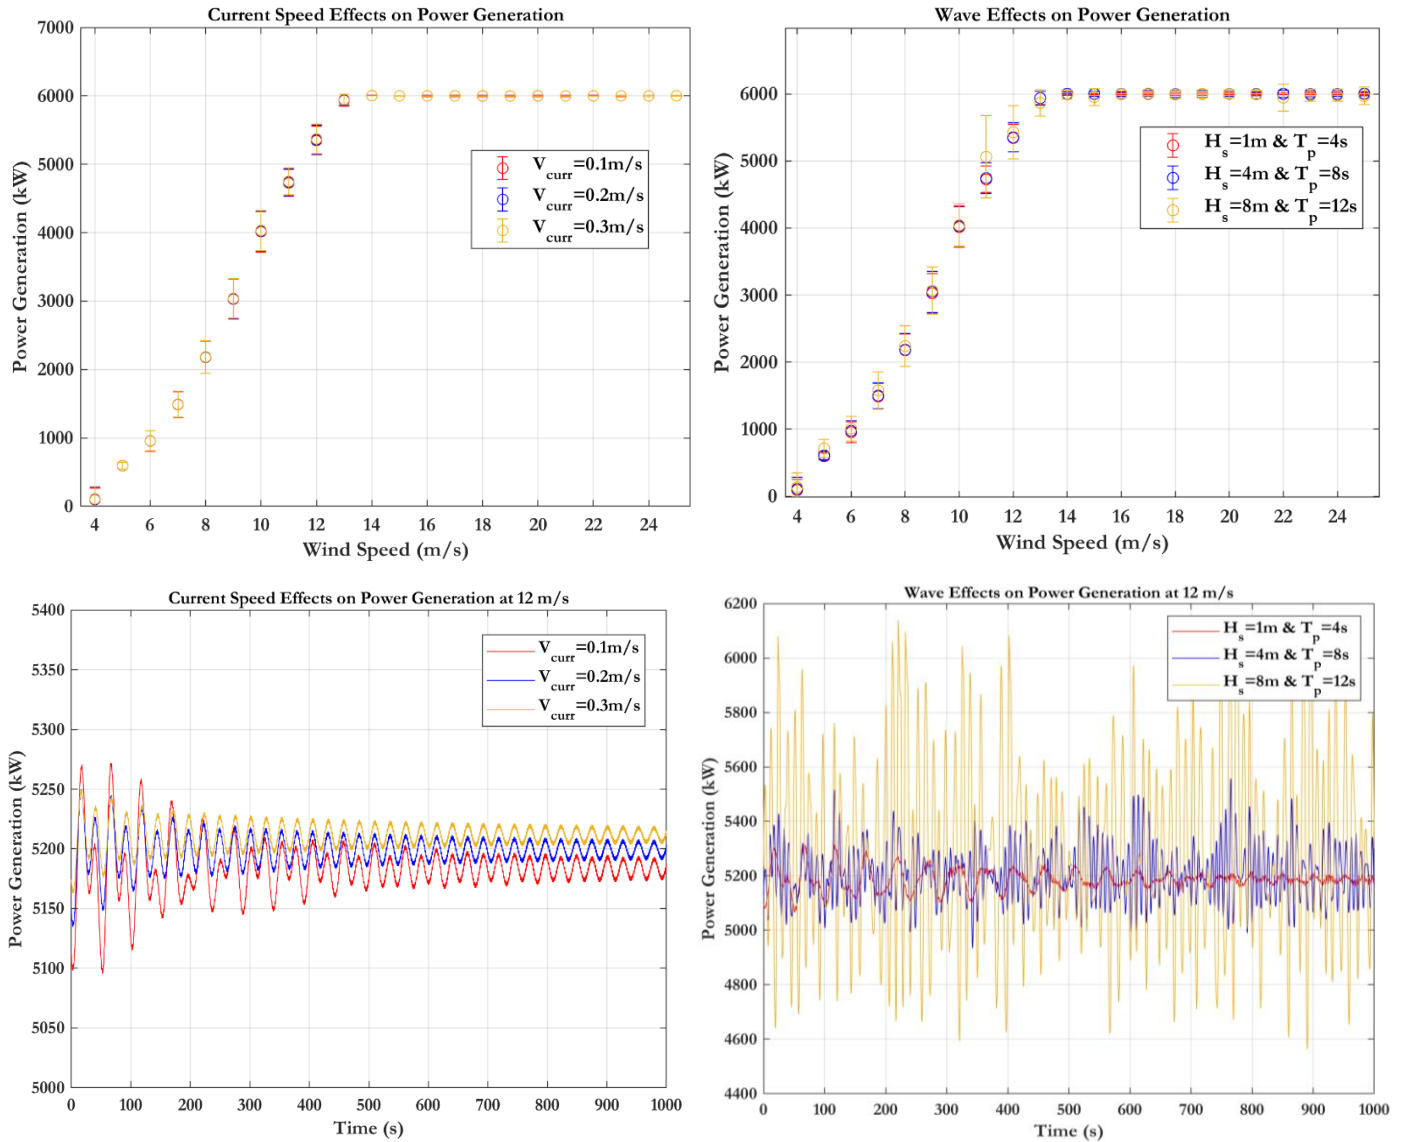 Current Speed Effects on Power Generation
7000
6000
5000
4000
3000
2000
1000
0
Power Generation (kW)
V_curr=0.1m/s
V_curr=0.2m/s
V_curr=0.3m/s
4 6 8 10 12 14 16 18 20 22 24
Wind Speed (m/s)
Wave Effects on Power Generation
6000
5000
4000
3000
2000
1000
0
Power Generation (kW)
H_s=1m & T_p=4s
H_s=4m & T_p=8s
H_s=8m & T_p=12s
4 6 8 10 12 14 16 18 20 22 24
Wind Speed (m/s)
Current Speed Effects on Power Generation at 12 m/s
5400
5350
5300
5250
5200
5150
5100
5050
5000
Power Generation (kW)
V_curr=0.1m/s
V_curr=0.2m/s
V_curr=0.3m/s
0 100 200 300 400 500 600 700 800 900 1000
Time (s)
Wave Effects on Power Generation at 12 m/s
6200
6000
5800
5600
5400
5200
5000
4800
4600
4400
Power Generation (kW)
H_s=1m & T_p=4s
H_s=4m & T_p=8s
H_s=8m & T_p=12s
0 100 200 300 400 500 600 700 800 900 1000
Time (s)